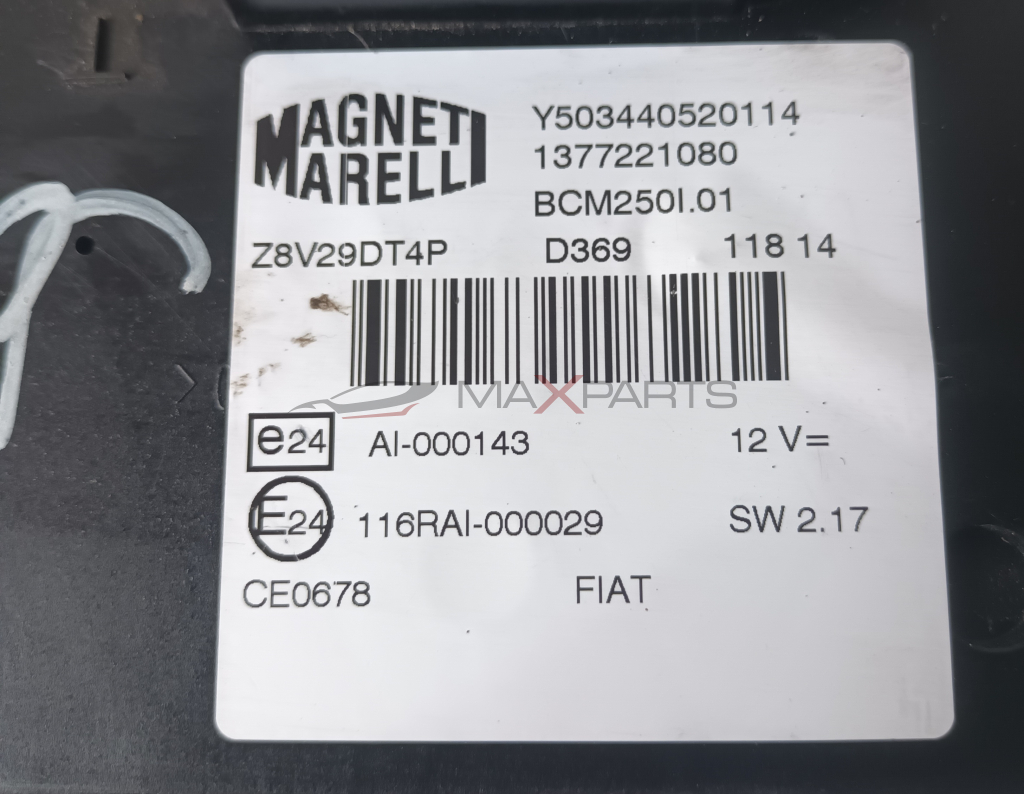 MAGNETI
MARELLI
Y503440520114
1377221080
BCM250I.01
Z8V29DT4P D369 118 14
MAXPARTS
e24 AI-000143 12 V=
E24 116RAI-000029 SW 2.17
CE0678 FIAT